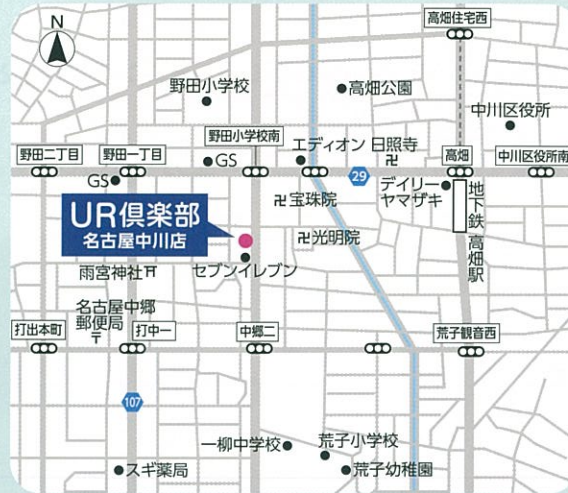 N
高畑住宅西
野田小学校
高畑公園
中川区役所
野田小学校南
エディオン
日照寺
野田二丁目
野田一丁目
GS
高畑
中川区役所南
GS
29
デイリー
ヤマザキ
地下鉄
高畑駅
宝珠院
UR倶楽部
名古屋中川店
光明院
雨宮神社
セブンイレブン
名古屋中郷
郵便局
〒
打出本町
打中一
中郷二
荒子観音西
107
一柳中学校
荒子小学校
スギ薬局
荒子幼稚園